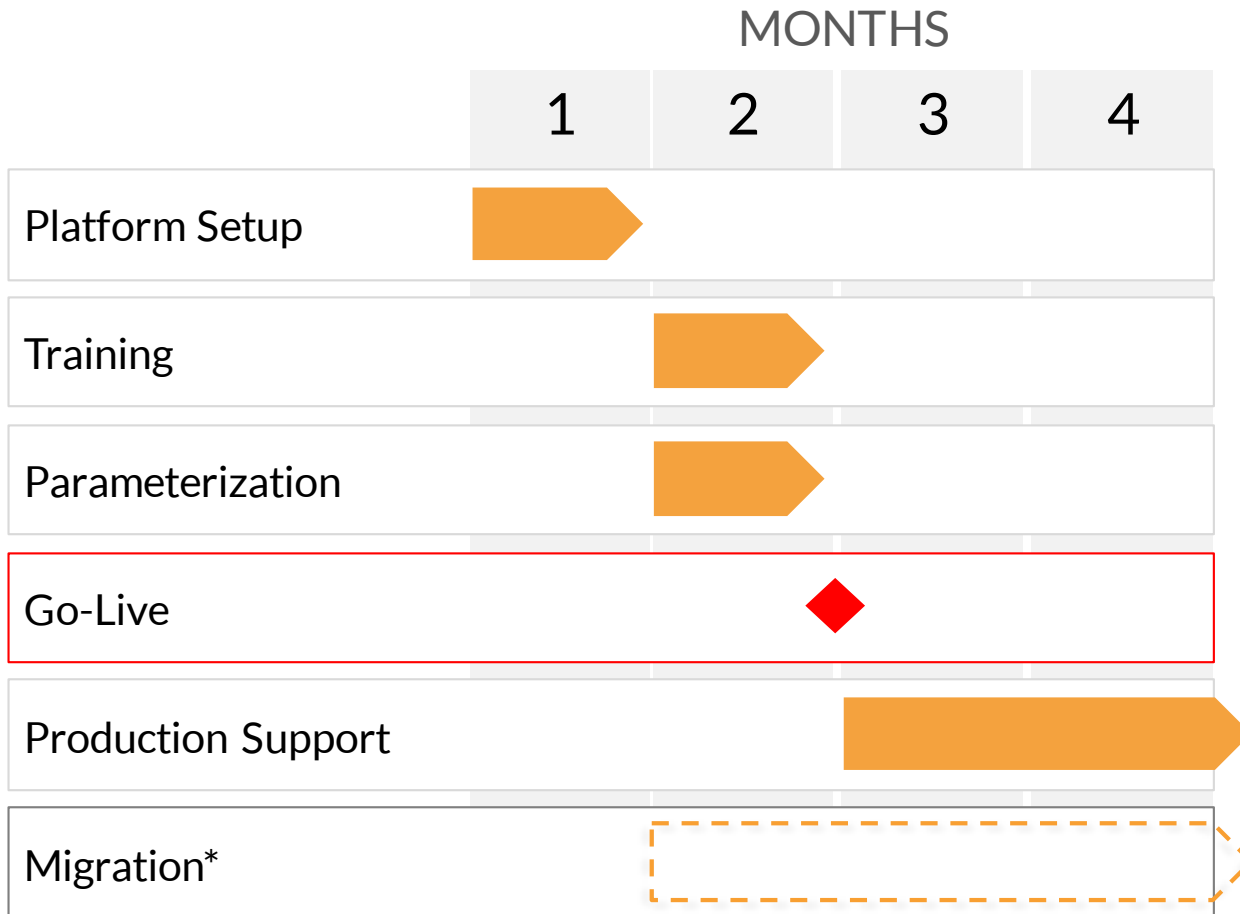 MONTHS
1 2 3 4
Platform Setup
Training
Parameterization
Go-Live
Production Support
Migration*